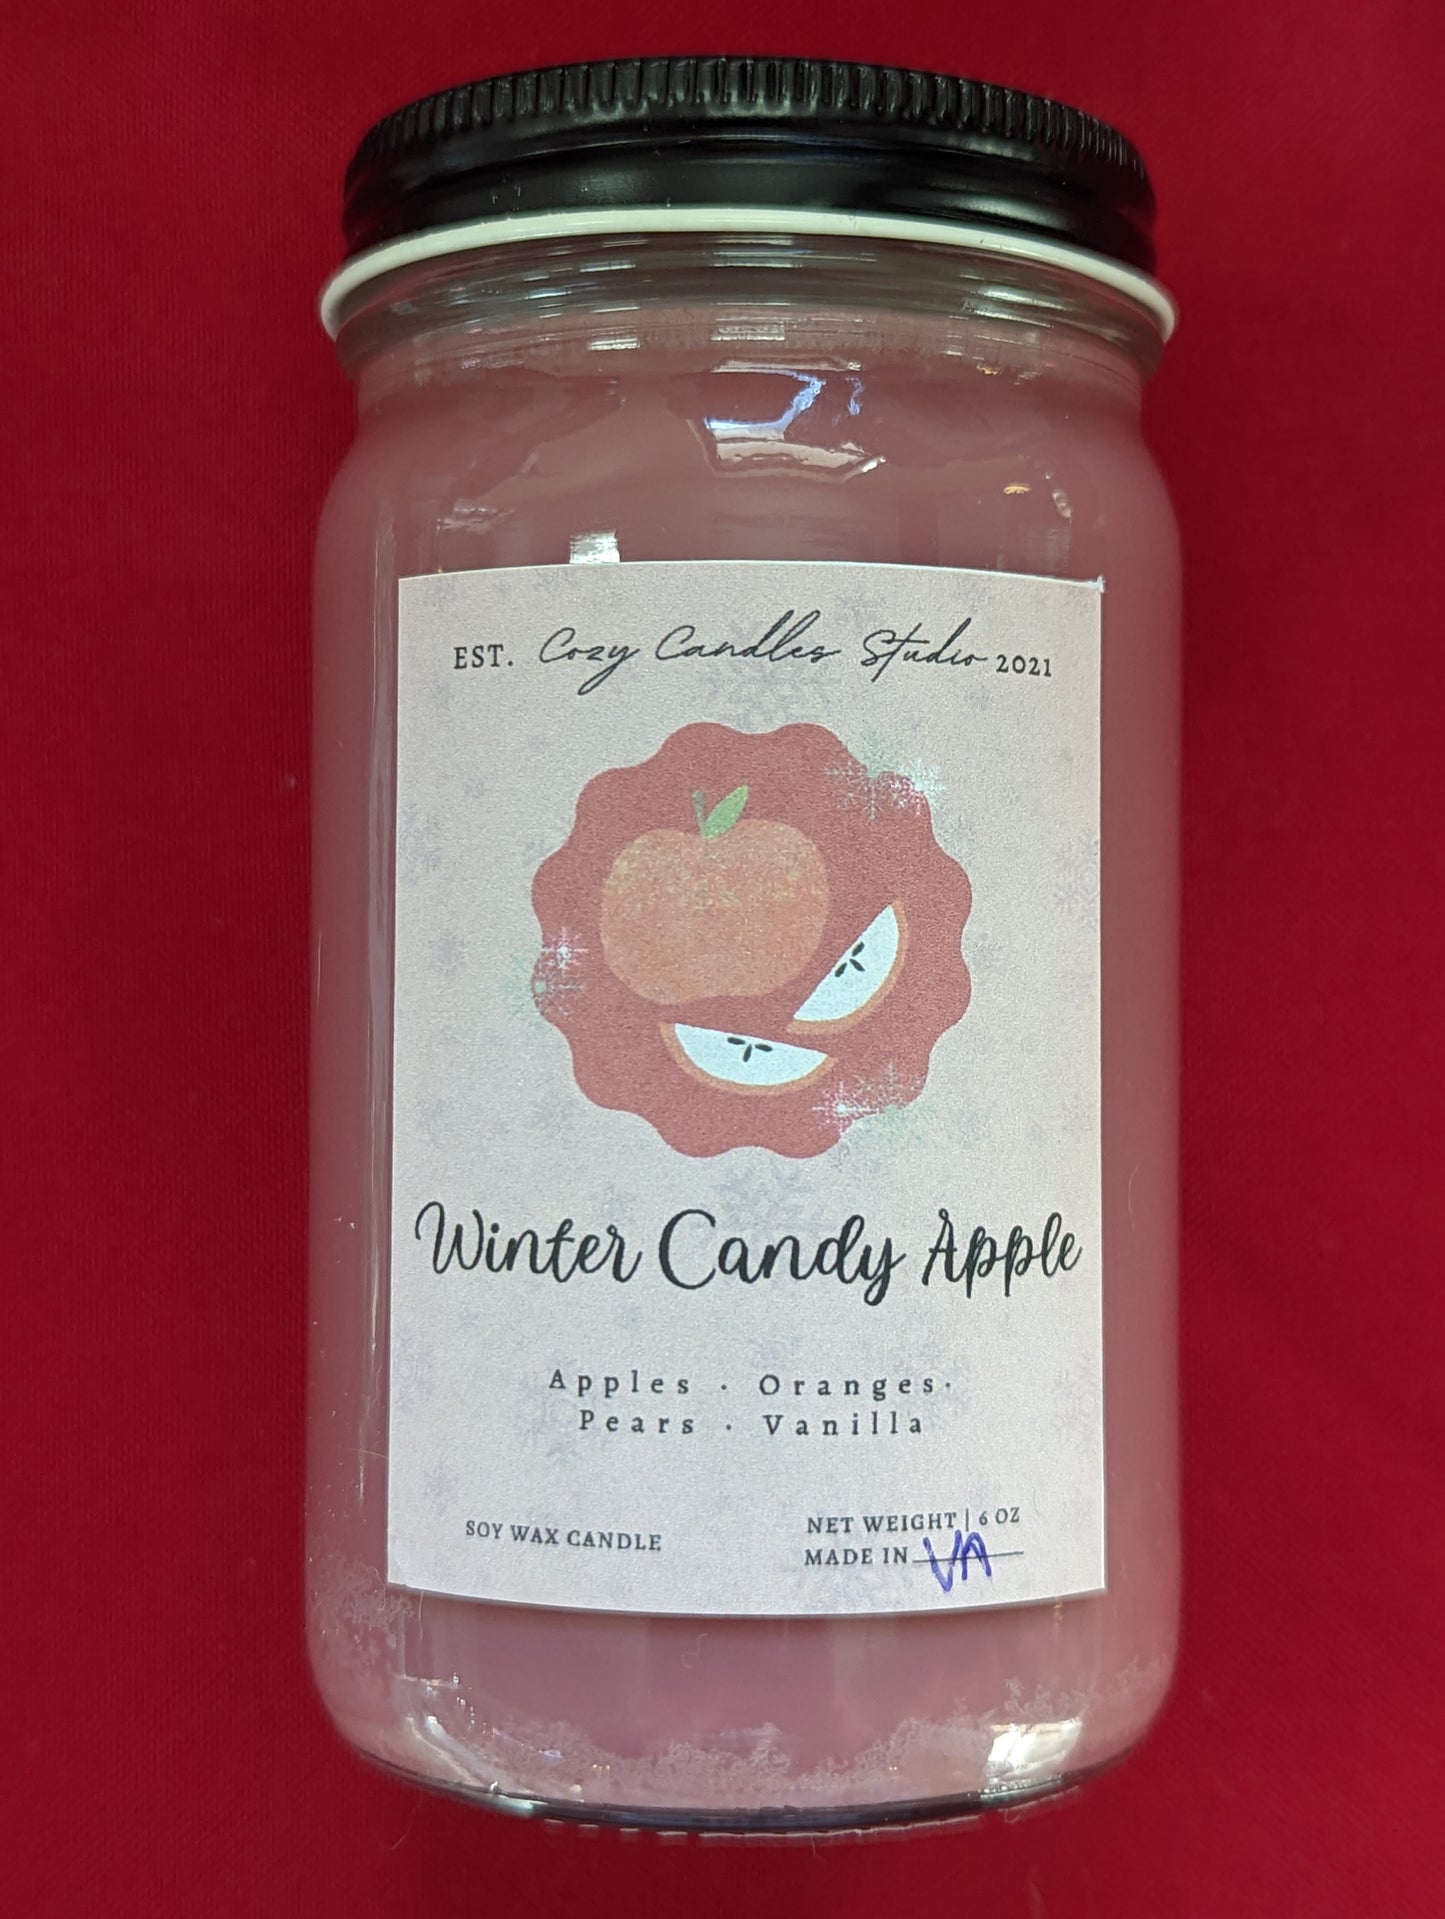 EST. Cozy Candles Studio 2021
Winter Candy Apple
Apples · Oranges·
Pears · Vanilla
SOY WAX CANDLE
NET WEIGHT | 6 OZ
MADE IN VA